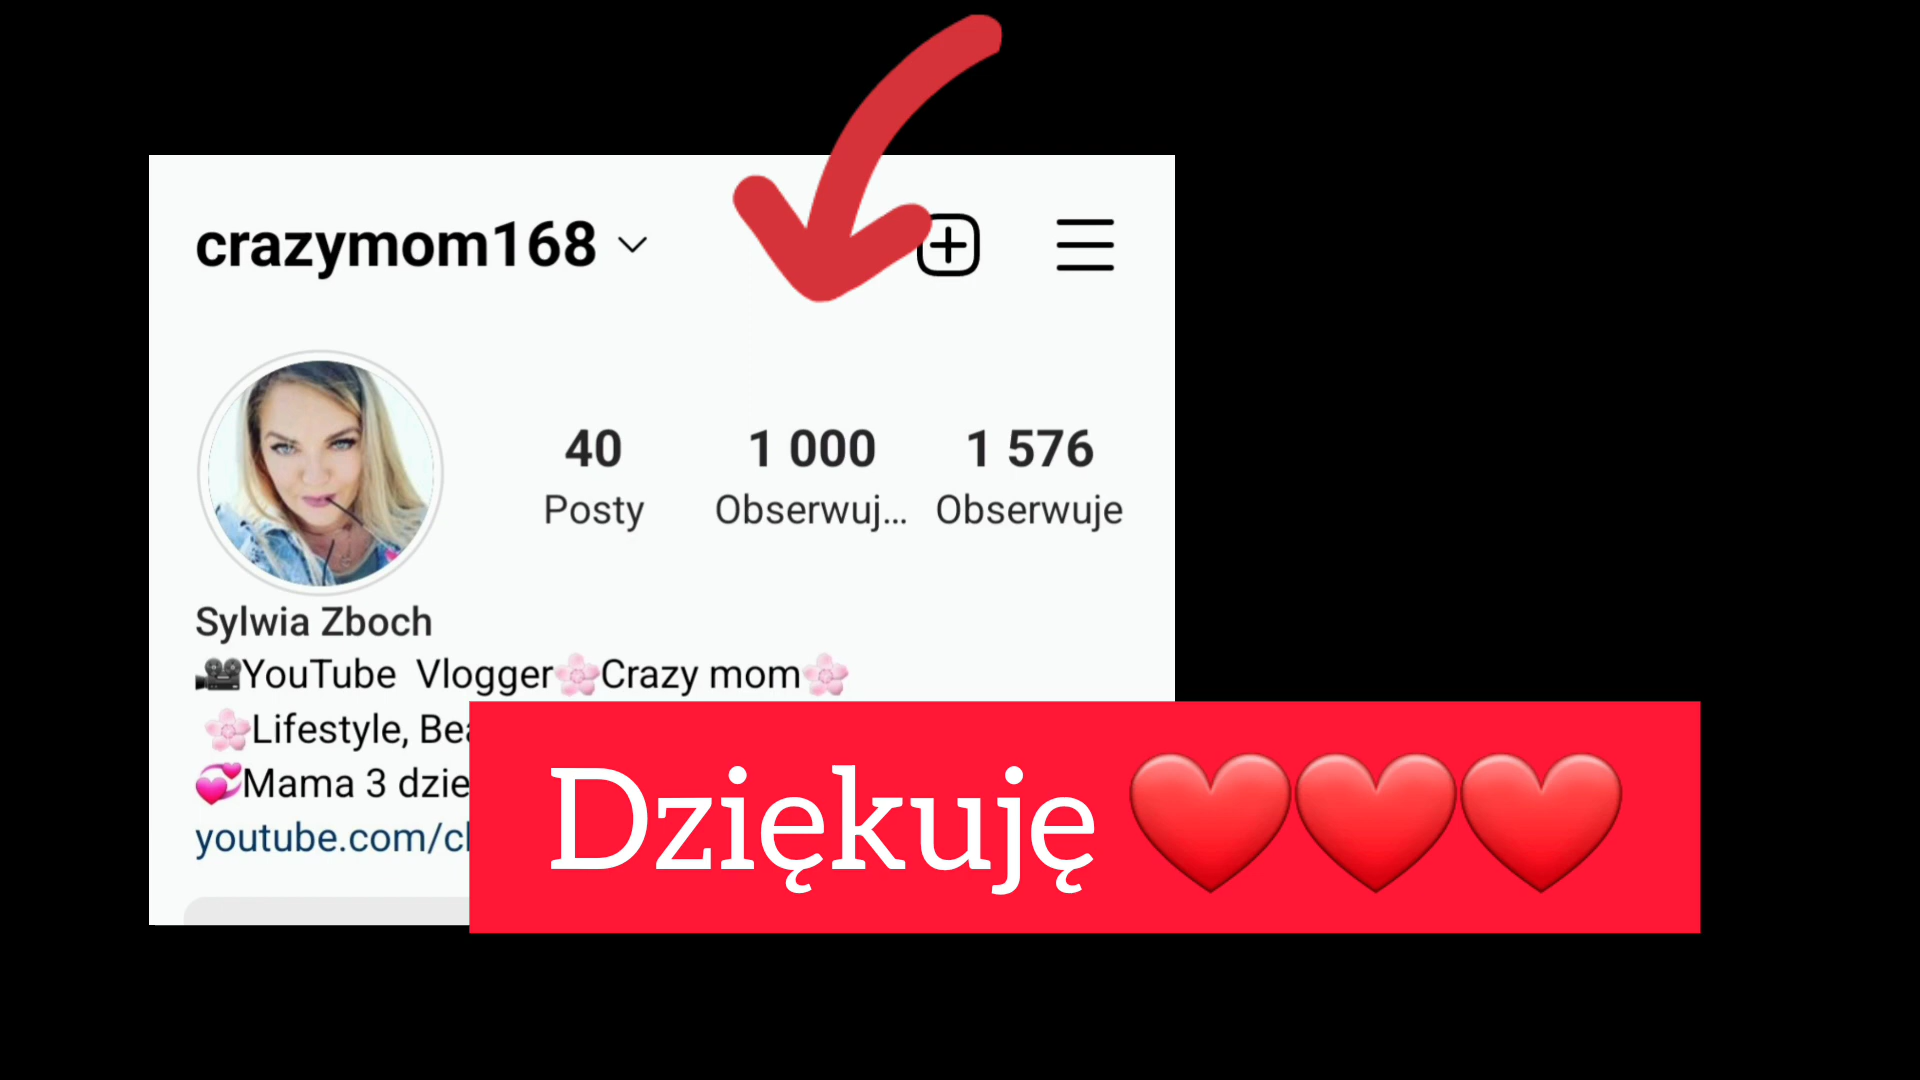 crazymom168
40 1 000 1 576
Posty Obserwuj... Obserwuje
Sylwia Zboch
🎥YouTube Vlogger🌸Crazy mom🌸
🌸Lifestyle,
💞Mama 3
youtube.com/
Dziękuję ❤️❤️❤️